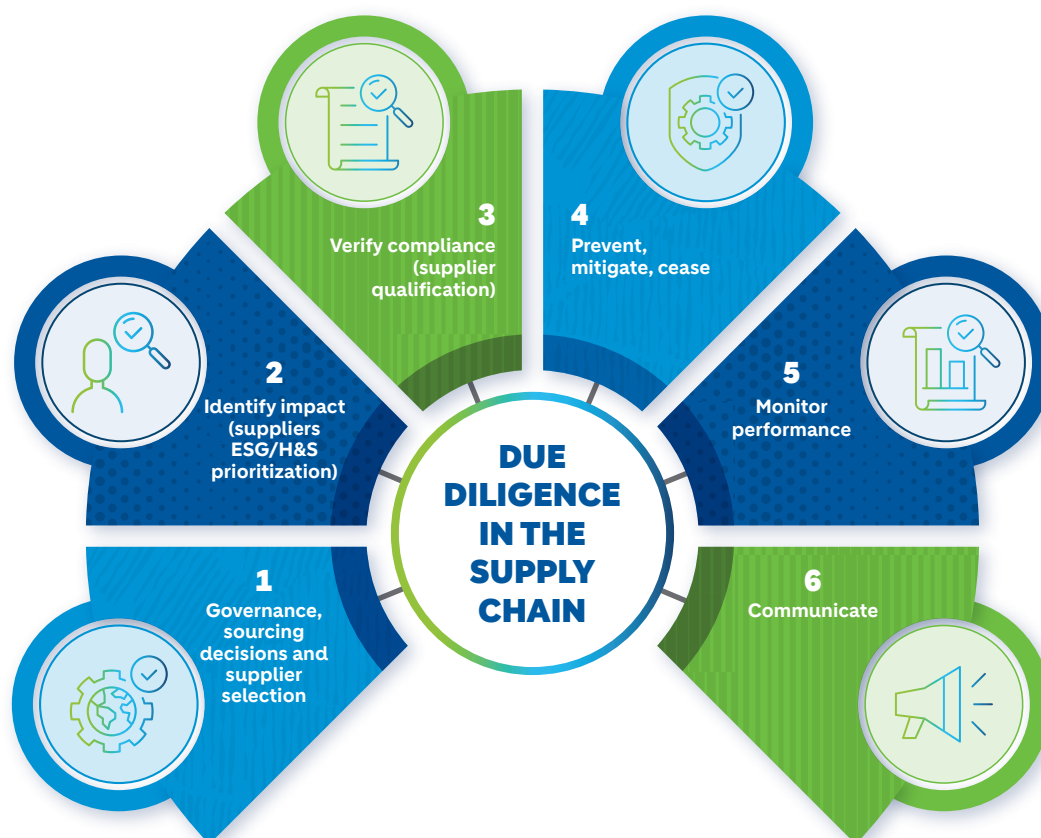 3
Verify compliance
(supplier
qualification)
4
Prevent,
mitigate, cease
2
Identify impact
(suppliers
ESG/H&S
prioritization)
5
Monitor
performance
DUE
DILIGENCE
IN THE
SUPPLY
CHAIN
1
Governance,
sourcing
decisions and
supplier
selection
6
Communicate